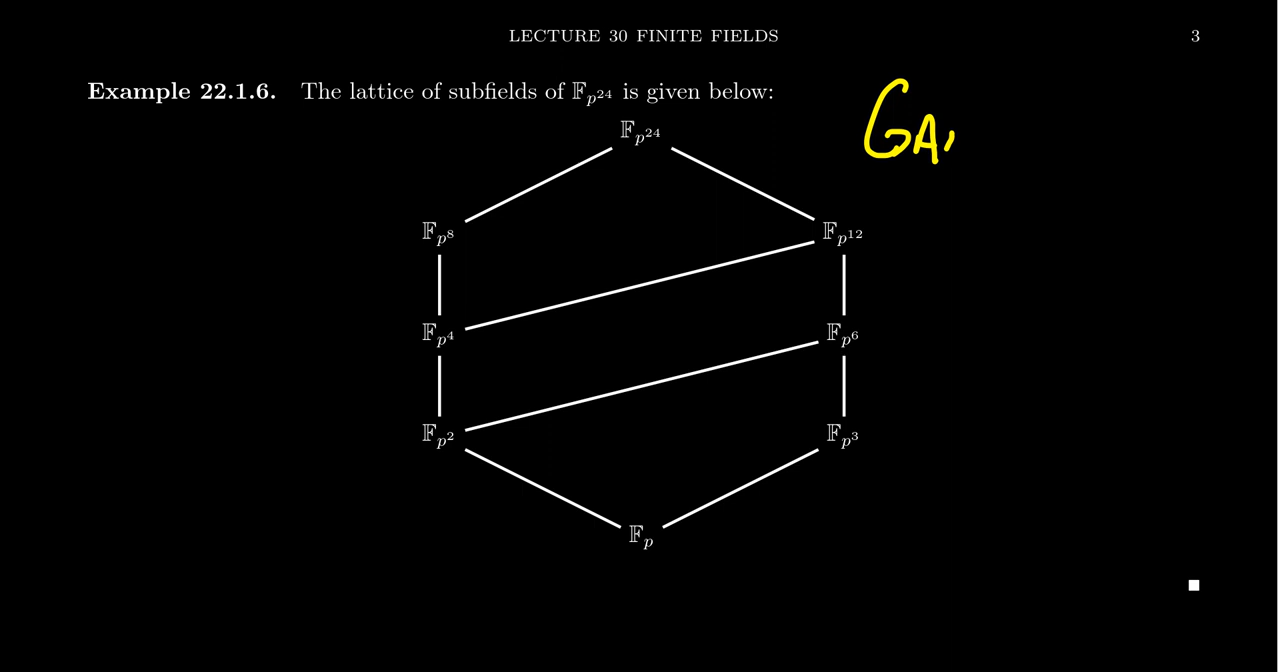 LECTURE 30 FINITE FIELDS 3
Example 22.1.6. The lattice of subfields of 𝔽_{p^{24}} is given below:
𝔽_{p^{24}}
𝔽_{p^8} 𝔽_{p^{12}}
𝔽_{p^4} 𝔽_{p^6}
𝔽_{p^2} 𝔽_{p^3}
𝔽_p